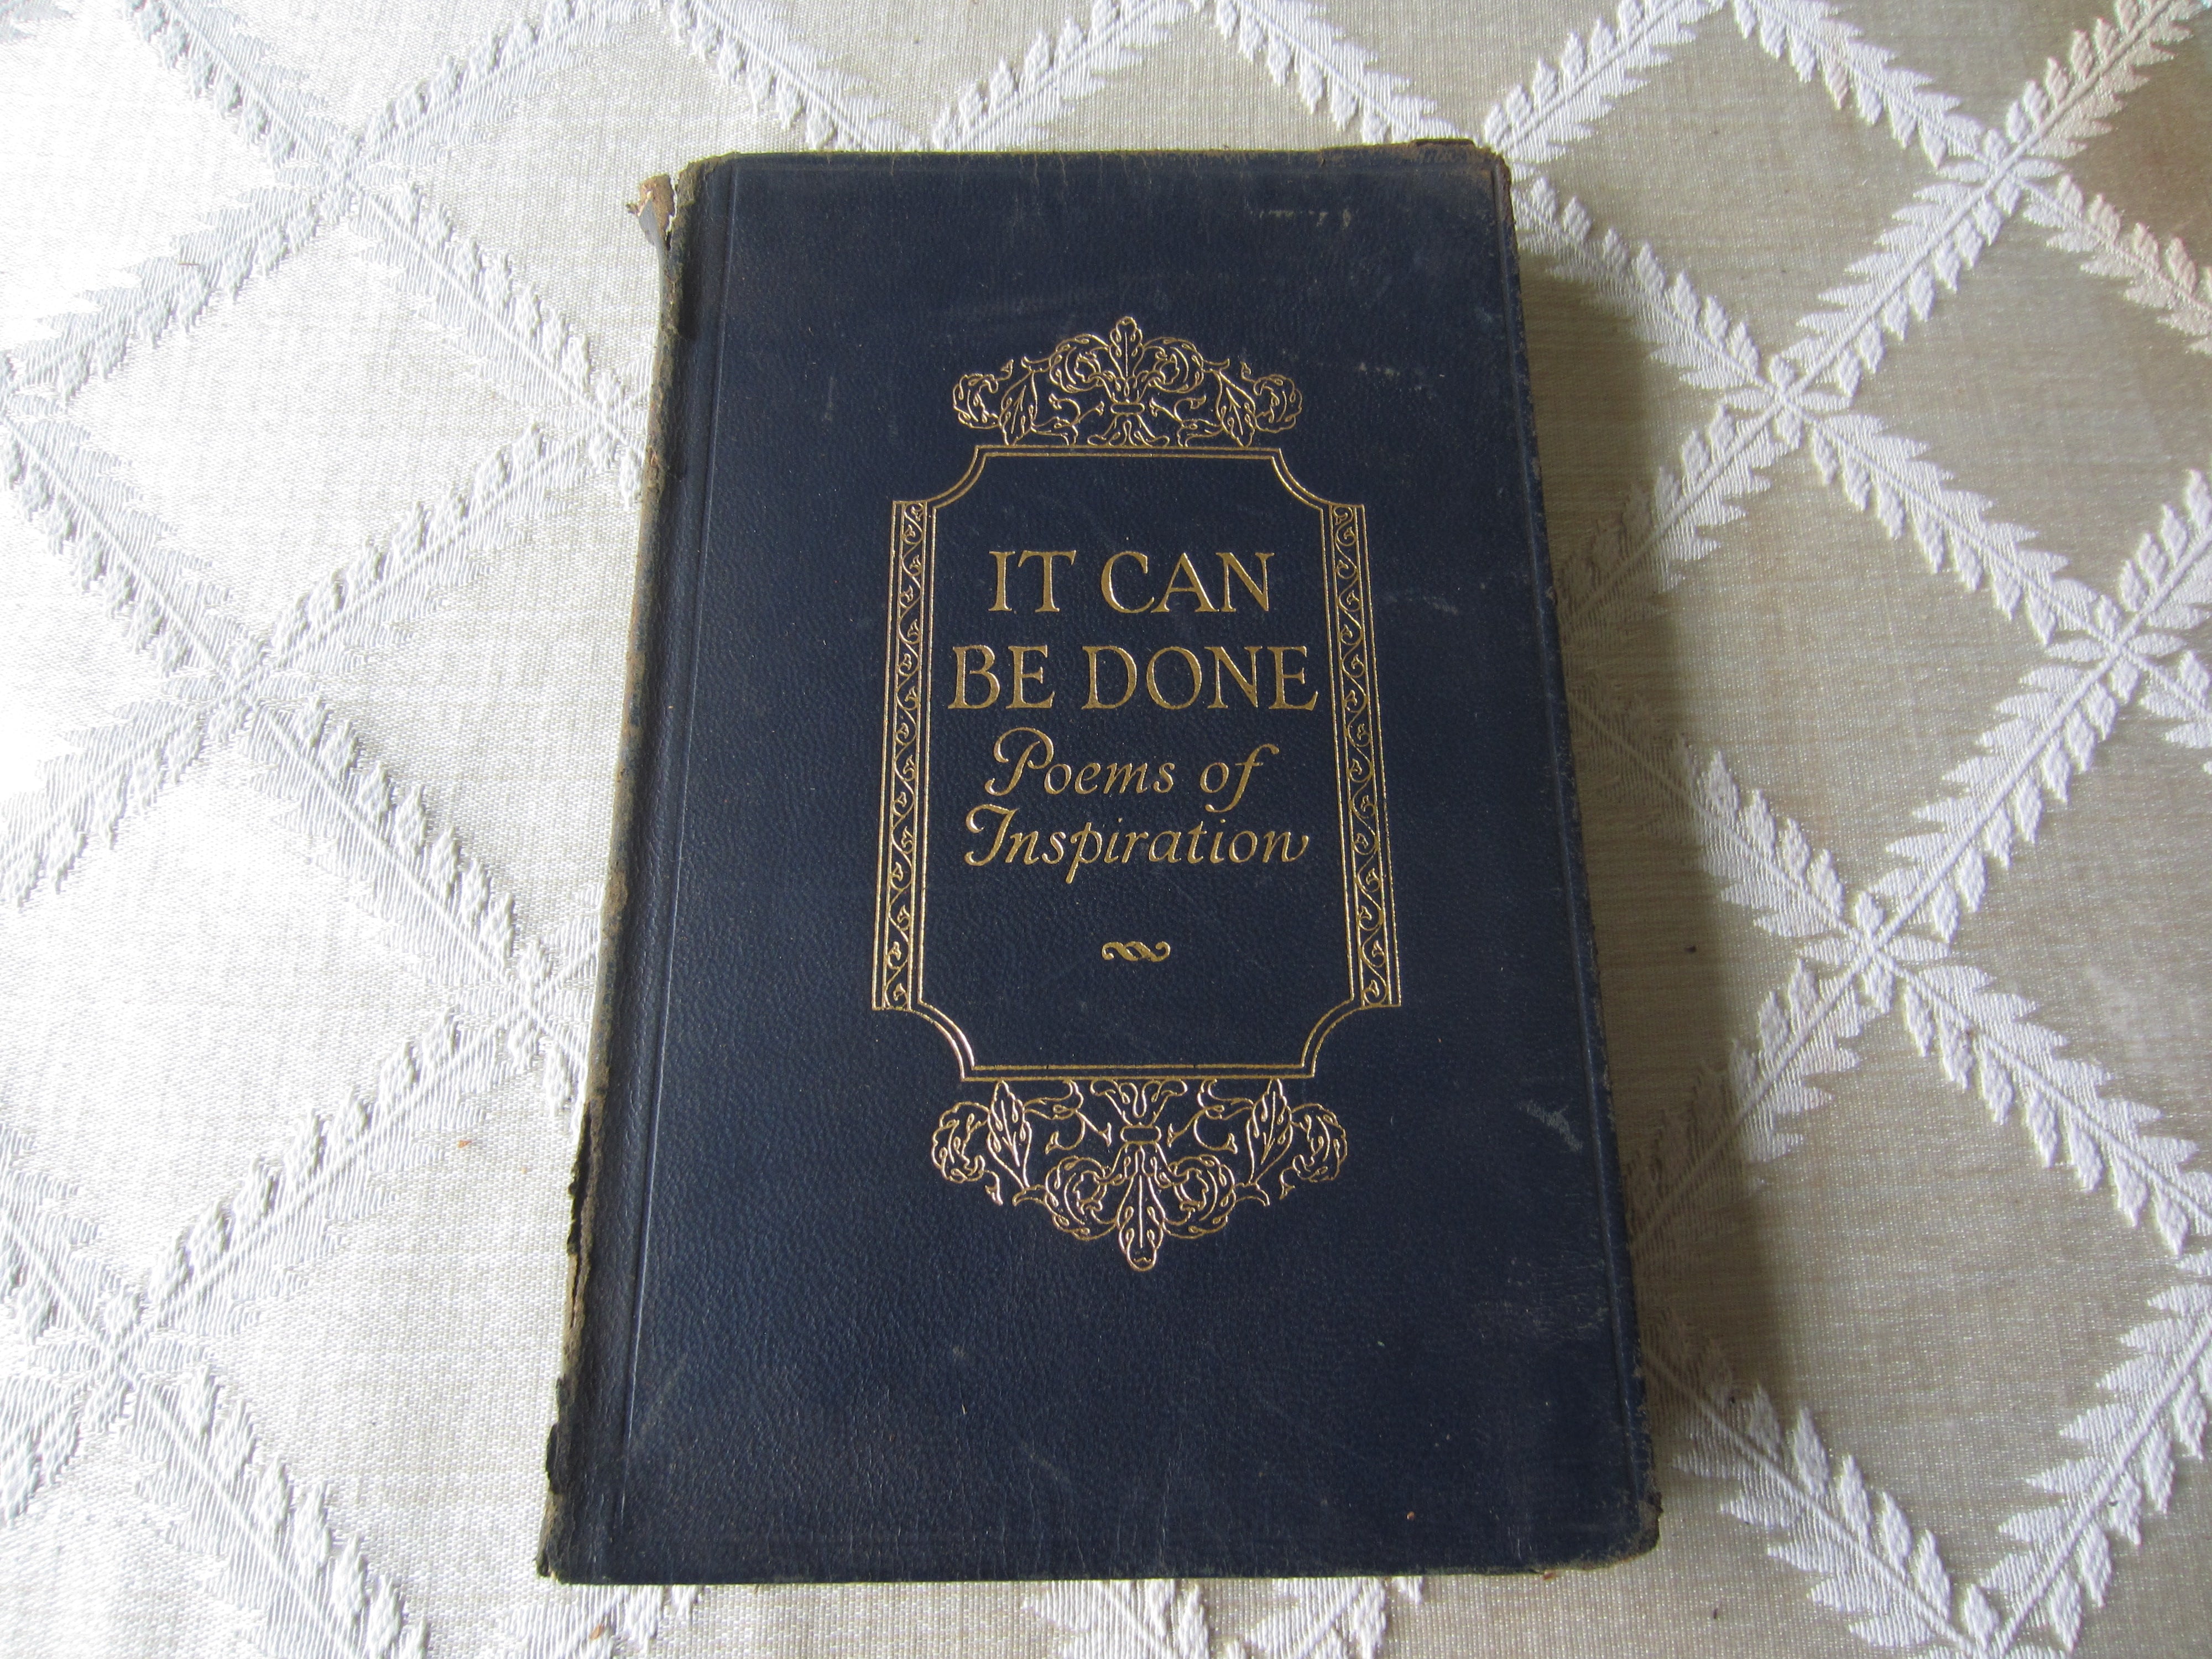 IT CAN
BE DONE
Poems of
Inspiration